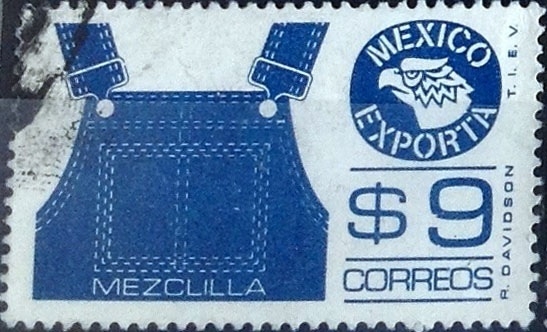 MEXICO
EXPORTA
T. I. E. V.
$9
R. DAVIDSON
CORREOS
MEZCLILLA